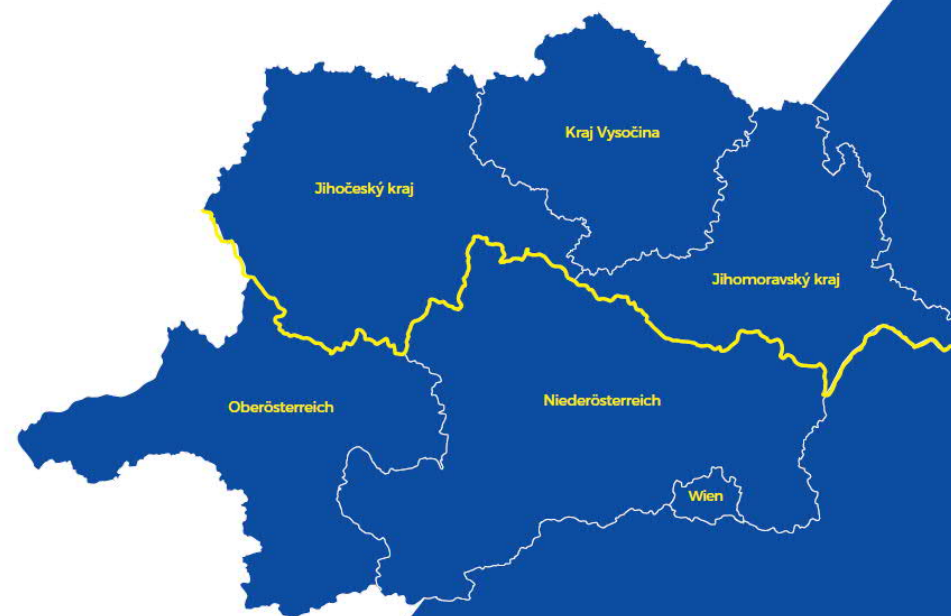 Kraj Vysočina
Jihočeský kraj
Jihomoravský kraj
Oberösterreich
Niederösterreich
Wien